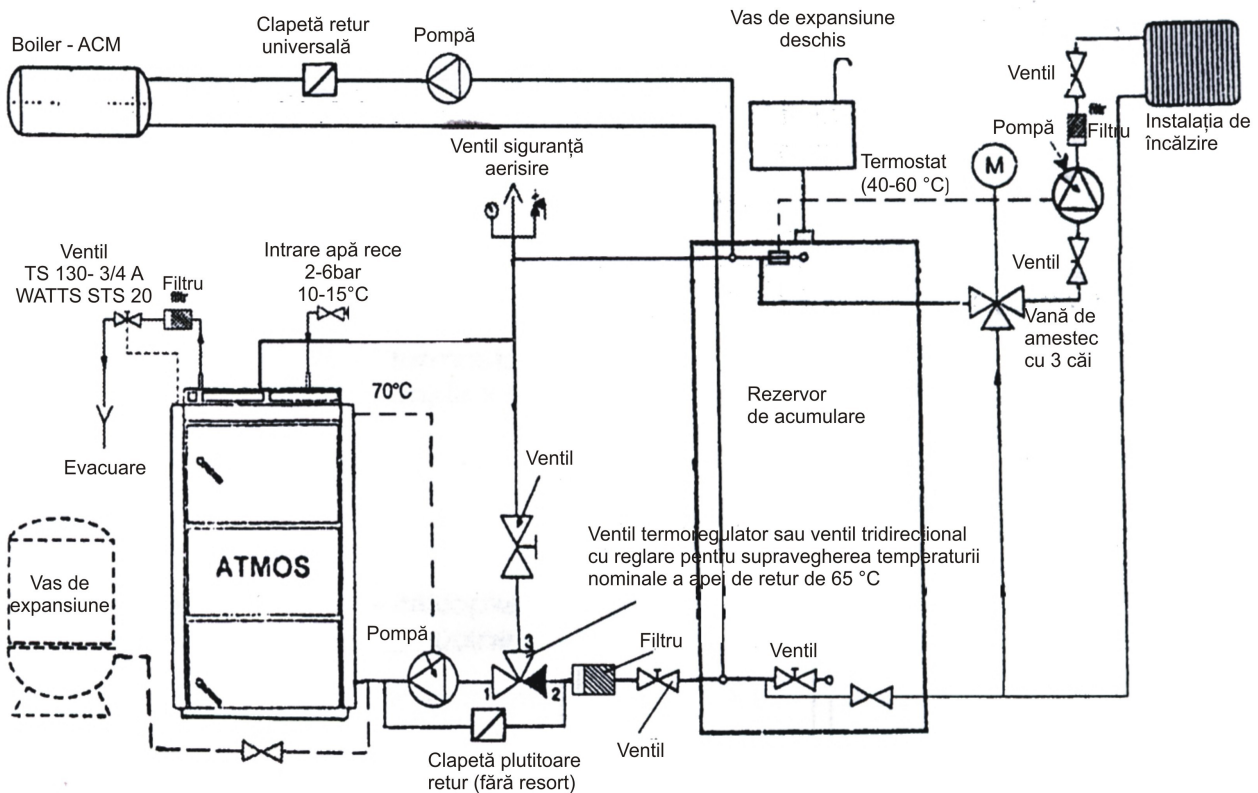 Boiler - ACM
Clapetă retur
universală
Pompă
Vas de expansiune
deschis
Ventil
Pompă
Filtru
Instalația de
încălzire
Ventil siguranță
aerisire
Termostat
(40-60 °C)
M
Ventil
TS 130- 3/4 A
WATTS STS 20
Filtru
Intrare apă rece
2-6bar
10-15°C
Ventil
Vană de
amestec
cu 3 căi
70°C
Rezervor
de acumulare
Evacuare
Ventil
Ventil termoregulator sau ventil tridirecțional
cu reglare pentru supravegherea temperaturii
nominale a apei de retur de 65 °C
ATMOS
Vas de
expansiune
Pompă
3
Filtru
Ventil
1
2
Ventil
Clapetă plutitoare
retur (fără resort)